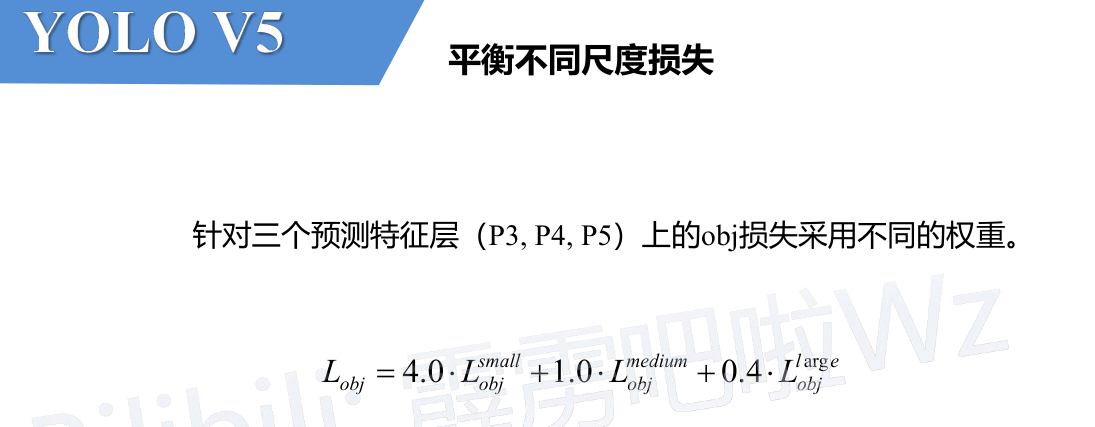 YOLO V5
平衡不同尺度损失
针对三个预测特征层（P3, P4, P5）上的obj损失采用不同的权重。
L_{obj} = 4.0 · L_{obj}^{small} + 1.0 · L_{obj}^{medium} + 0.4 · L_{obj}^{large}
Bilibili: 霹雳吧啦Wz